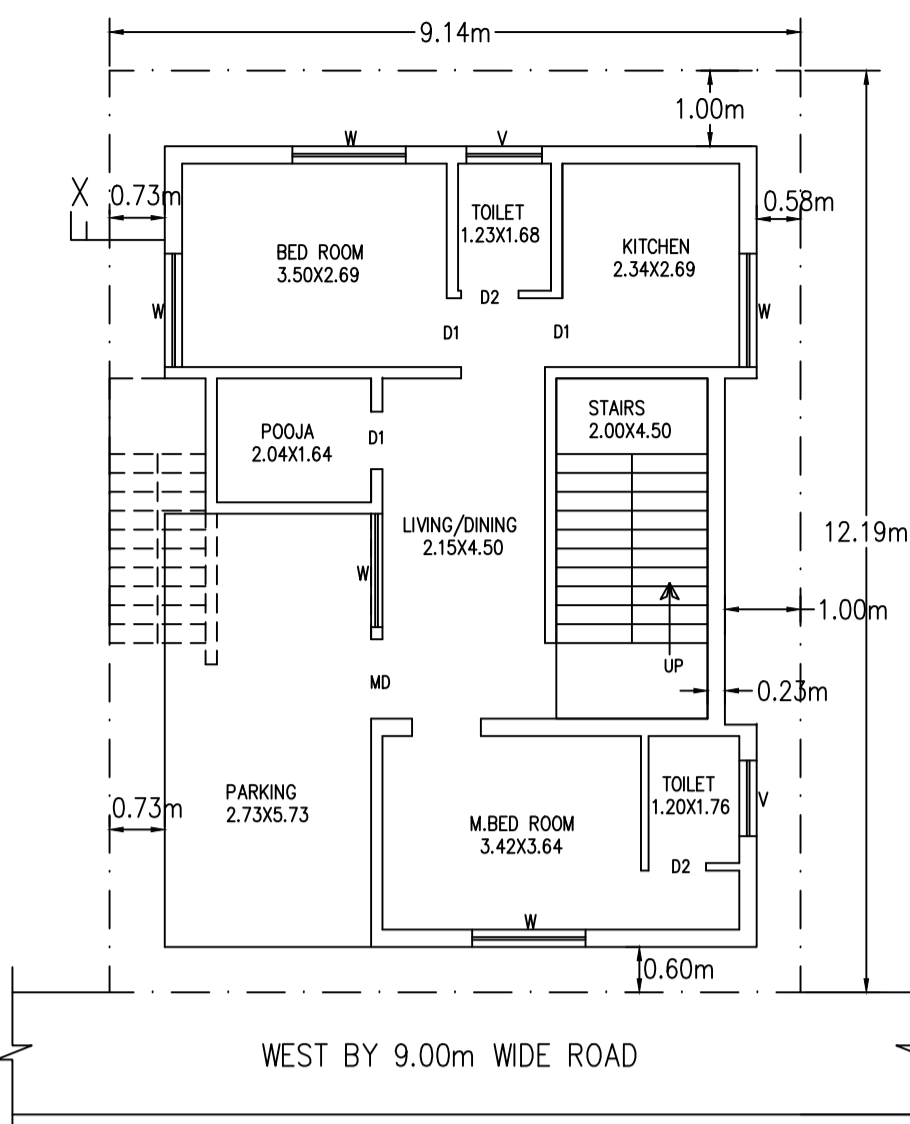 9.14m
1.00m
W
V
X
0.73m
0.58m
TOILET
1.23X1.68
BED ROOM
3.50X2.69
KITCHEN
2.34X2.69
D2
W
W
D1
D1
STAIRS
2.00X4.50
POOJA
2.04X1.64
D1
LIVING/DINING
2.15X4.50
12.19m
W
1.00m
UP
MD
0.23m
PARKING
2.73X5.73
TOILET
1.20X1.76
V
0.73m
M.BED ROOM
3.42X3.64
D2
W
0.60m
WEST BY 9.00m WIDE ROAD